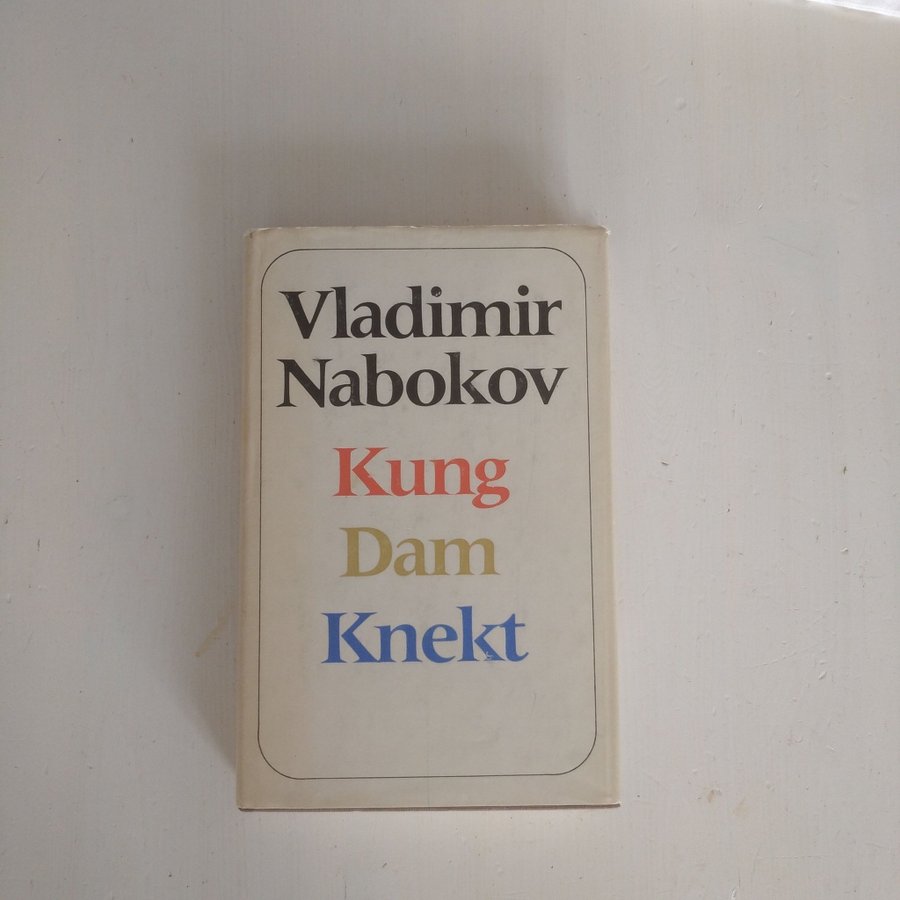 Vladimir
Nabokov
Kung
Dam
Knekt